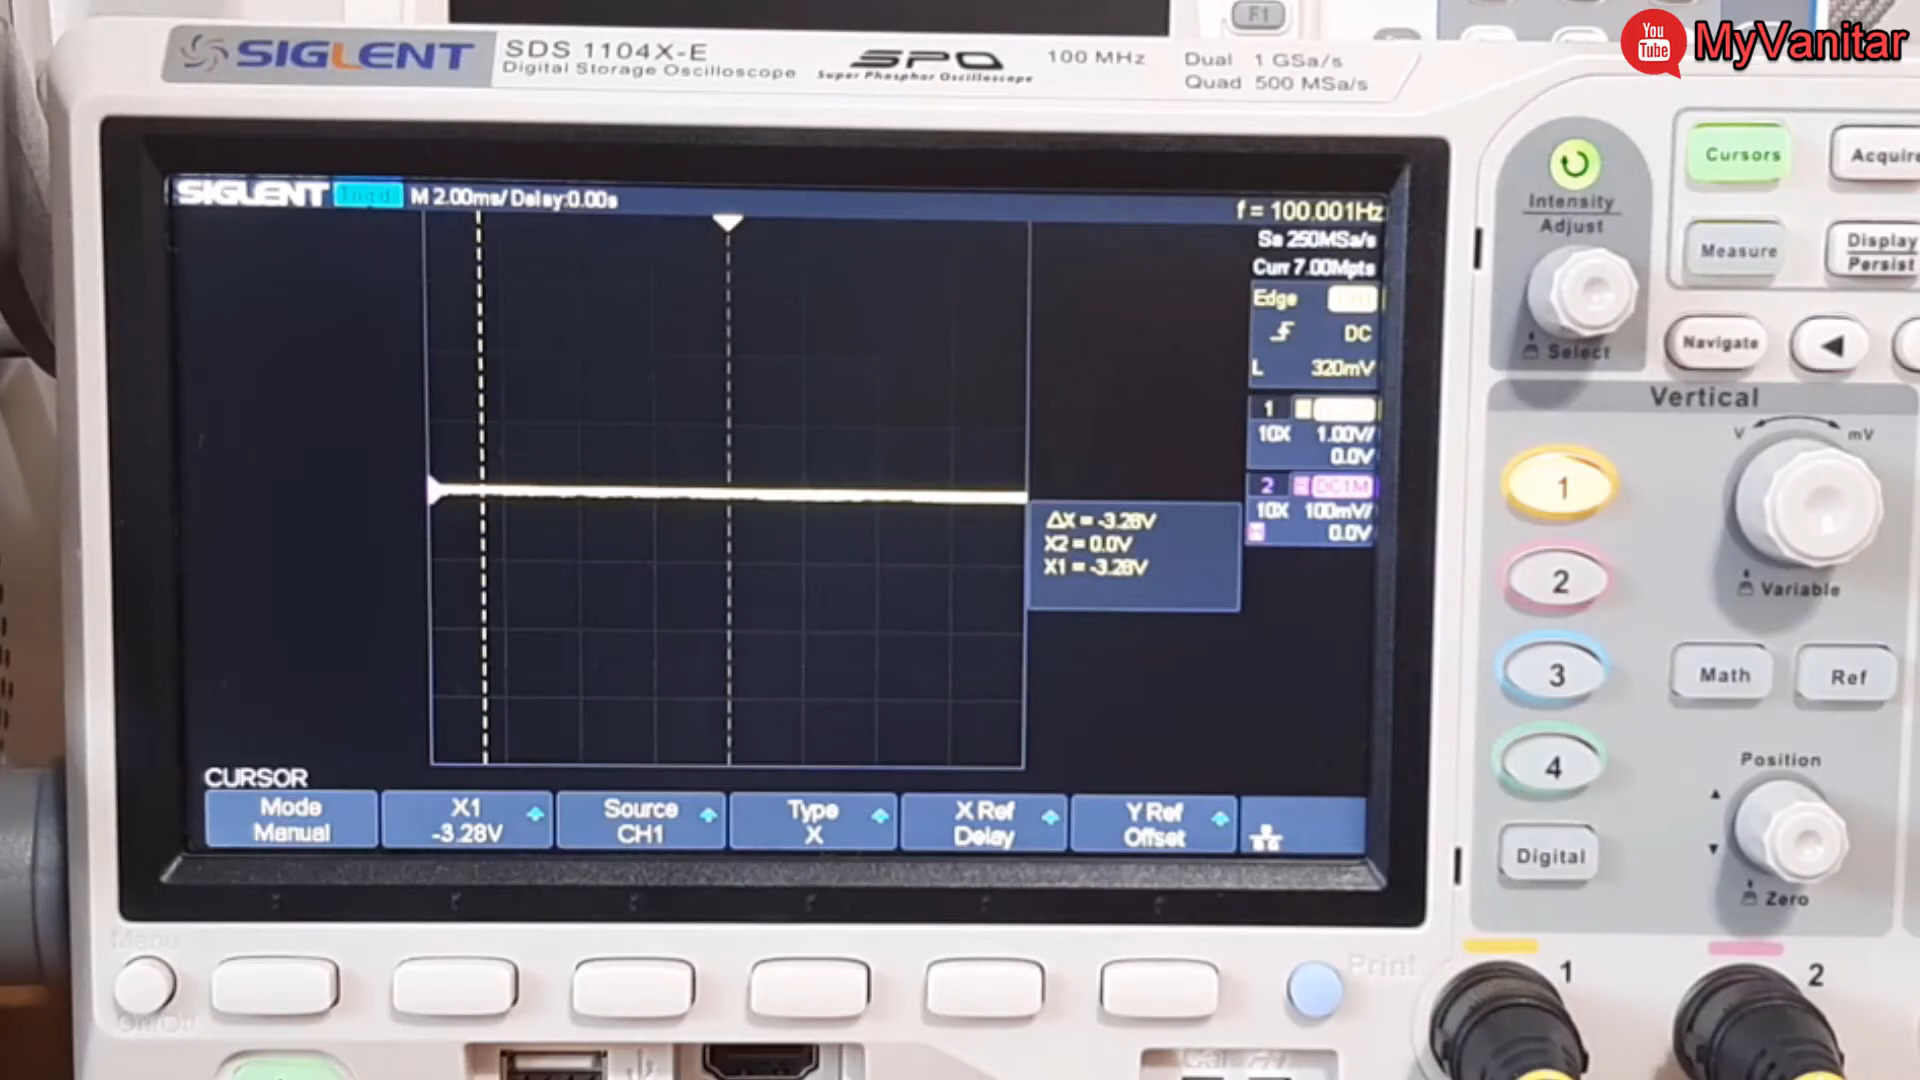 F1
You
Tube
MyVanitar
SIGLENT
SDS 1104X-E
Digital Storage Oscilloscope
SPO
Super Phosphor Oscilloscope
100 MHz
Dual 1 GSa/s
Quad 500 MSa/s
SIGLENT
Trig'd
M 2.00ms/ Delay:0.00s
f = 100.001Hz
Sa 250MSa/s
Curr 7.00Mpts
Edge
DC
L 320mV
1
10X 1.00V/
0.0V
2 DC1M
10X 100mV/
0.0V
ΔX = -3.28V
X2 = 0.0V
X1 = -3.28V
CURSOR
Mode
Manual
X1
-3.28V
Source
CH1
Type
X
X Ref
Delay
Y Ref
Offset
Menu
On/Off
Print
Cursors
Acquire
Intensity
Adjust
Measure
Display
Persist
Select
Navigate
Vertical
V mV
1
Variable
2
3
Math
Ref
4
Position
Digital
Zero
1
2
Cal